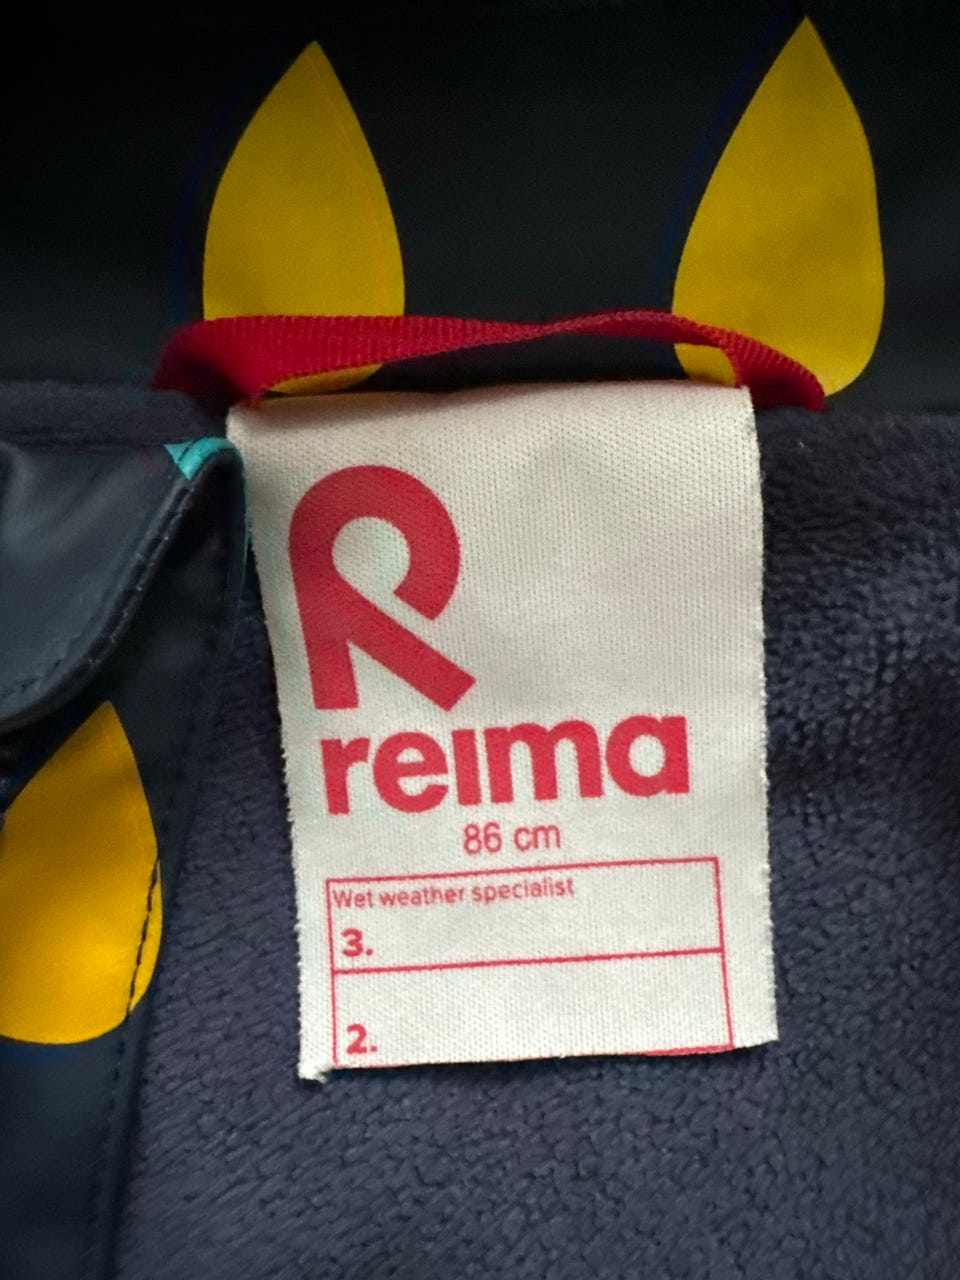 R
reima
86 cm
Wet weather specialist
3.
2.